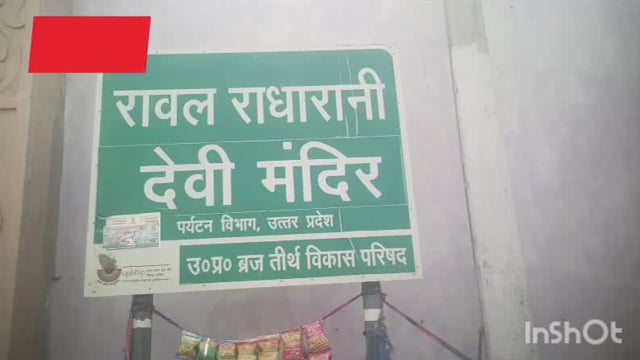 रावल राधारानी
देवी मंदिर
पर्यटन विभाग, उत्तर प्रदेश
उ०प्र० ब्रज तीर्थ विकास परिषद
InShOt